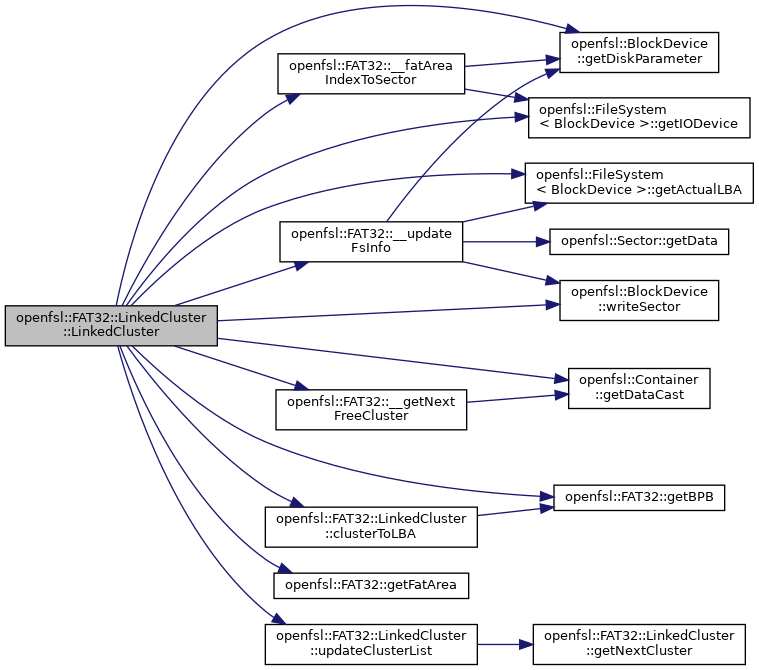 openfsl::BlockDevice
::getDiskParameter
openfsl::FAT32::__fatArea
IndexToSector
openfsl::FileSystem
< BlockDevice >::getIODevice
openfsl::FileSystem
< BlockDevice >::getActualLBA
openfsl::FAT32::__update
FsInfo
openfsl::Sector::getData
openfsl::BlockDevice
::writeSector
openfsl::FAT32::LinkedCluster
::LinkedCluster
openfsl::Container
::getDataCast
openfsl::FAT32::__getNext
FreeCluster
openfsl::FAT32::getBPB
openfsl::FAT32::LinkedCluster
::clusterToLBA
openfsl::FAT32::getFatArea
openfsl::FAT32::LinkedCluster
::updateClusterList
openfsl::FAT32::LinkedCluster
::getNextCluster